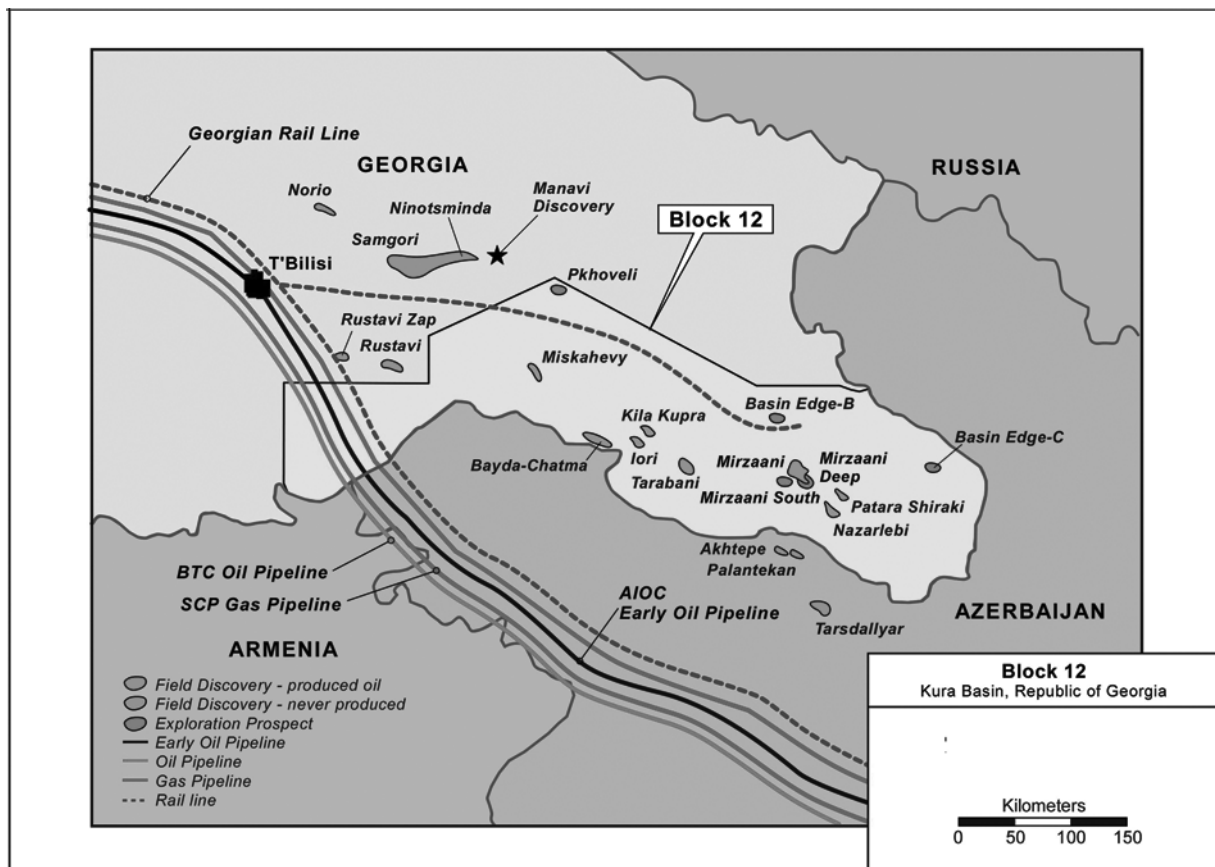 Georgian Rail Line
GEORGIA
RUSSIA
Norio
Ninotsminda
Manavi
Discovery
Samgori
Block 12
T'Bilisi
Pkhoveli
Rustavi Zap
Rustavi
Miskahevy
Kila Kupra
Basin Edge-B
Bayda-Chatma
Iori
Tarabani
Mirzaani
Mirzaani
Deep
Basin Edge-C
Mirzaani South
Patara Shiraki
Nazarlebi
Akhtepe
Palantekan
BTC Oil Pipeline
SCP Gas Pipeline
AIOC
Early Oil Pipeline
Tarsdallyar
AZERBAIJAN
ARMENIA
Field Discovery - produced oil
Field Discovery - never produced
Exploration Prospect
Early Oil Pipeline
Oil Pipeline
Gas Pipeline
Rail line
Block 12
Kura Basin, Republic of Georgia
Kilometers
0 50 100 150